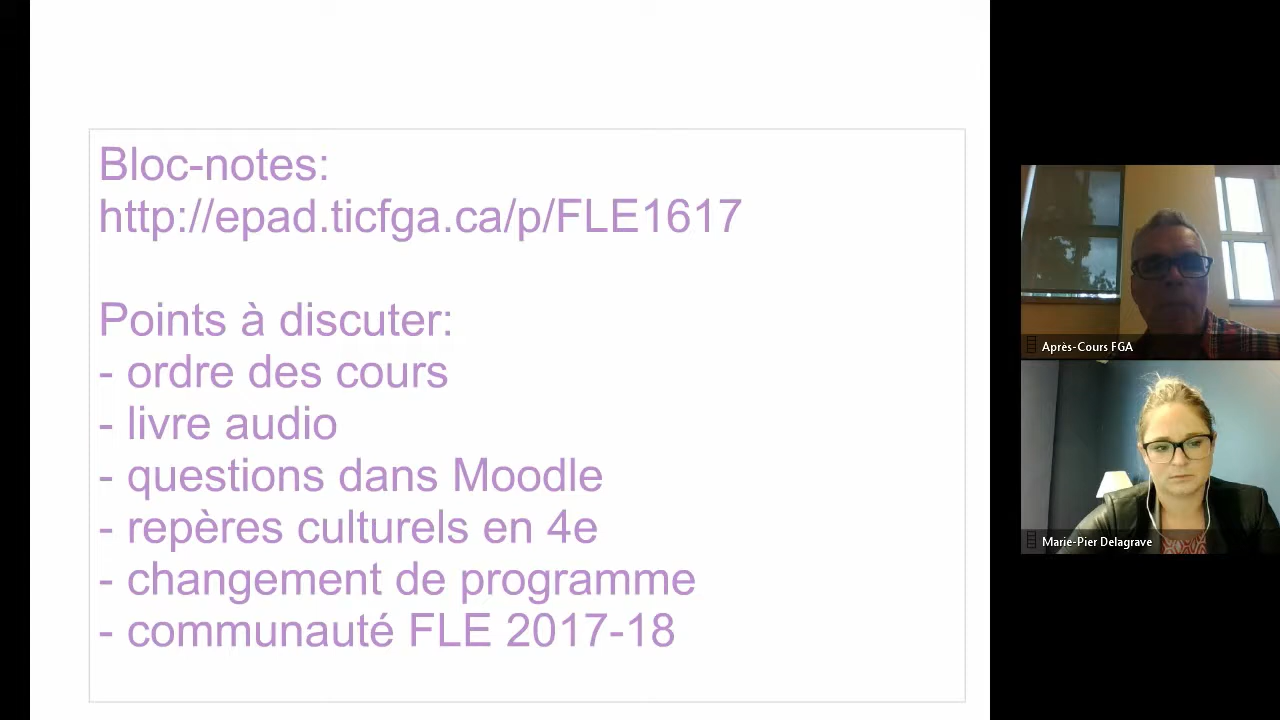 Bloc-notes:
http://epad.ticfga.ca/p/FLE1617
Points à discuter:
- ordre des cours
- livre audio
- questions dans Moodle
- repères culturels en 4e
- changement de programme
- communauté FLE 2017-18
Après-Cours FGA
Marie-Pier Delagrave